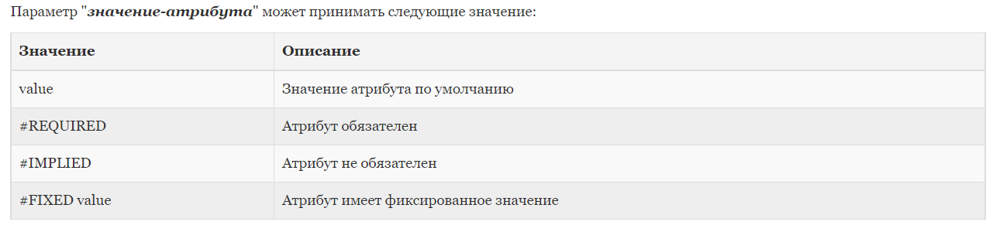 Параметр "значение-атрибута" может принимать следующие значение:
Значение Описание
value Значение атрибута по умолчанию
#REQUIRED Атрибут обязателен
#IMPLIED Атрибут не обязателен
#FIXED value Атрибут имеет фиксированное значение